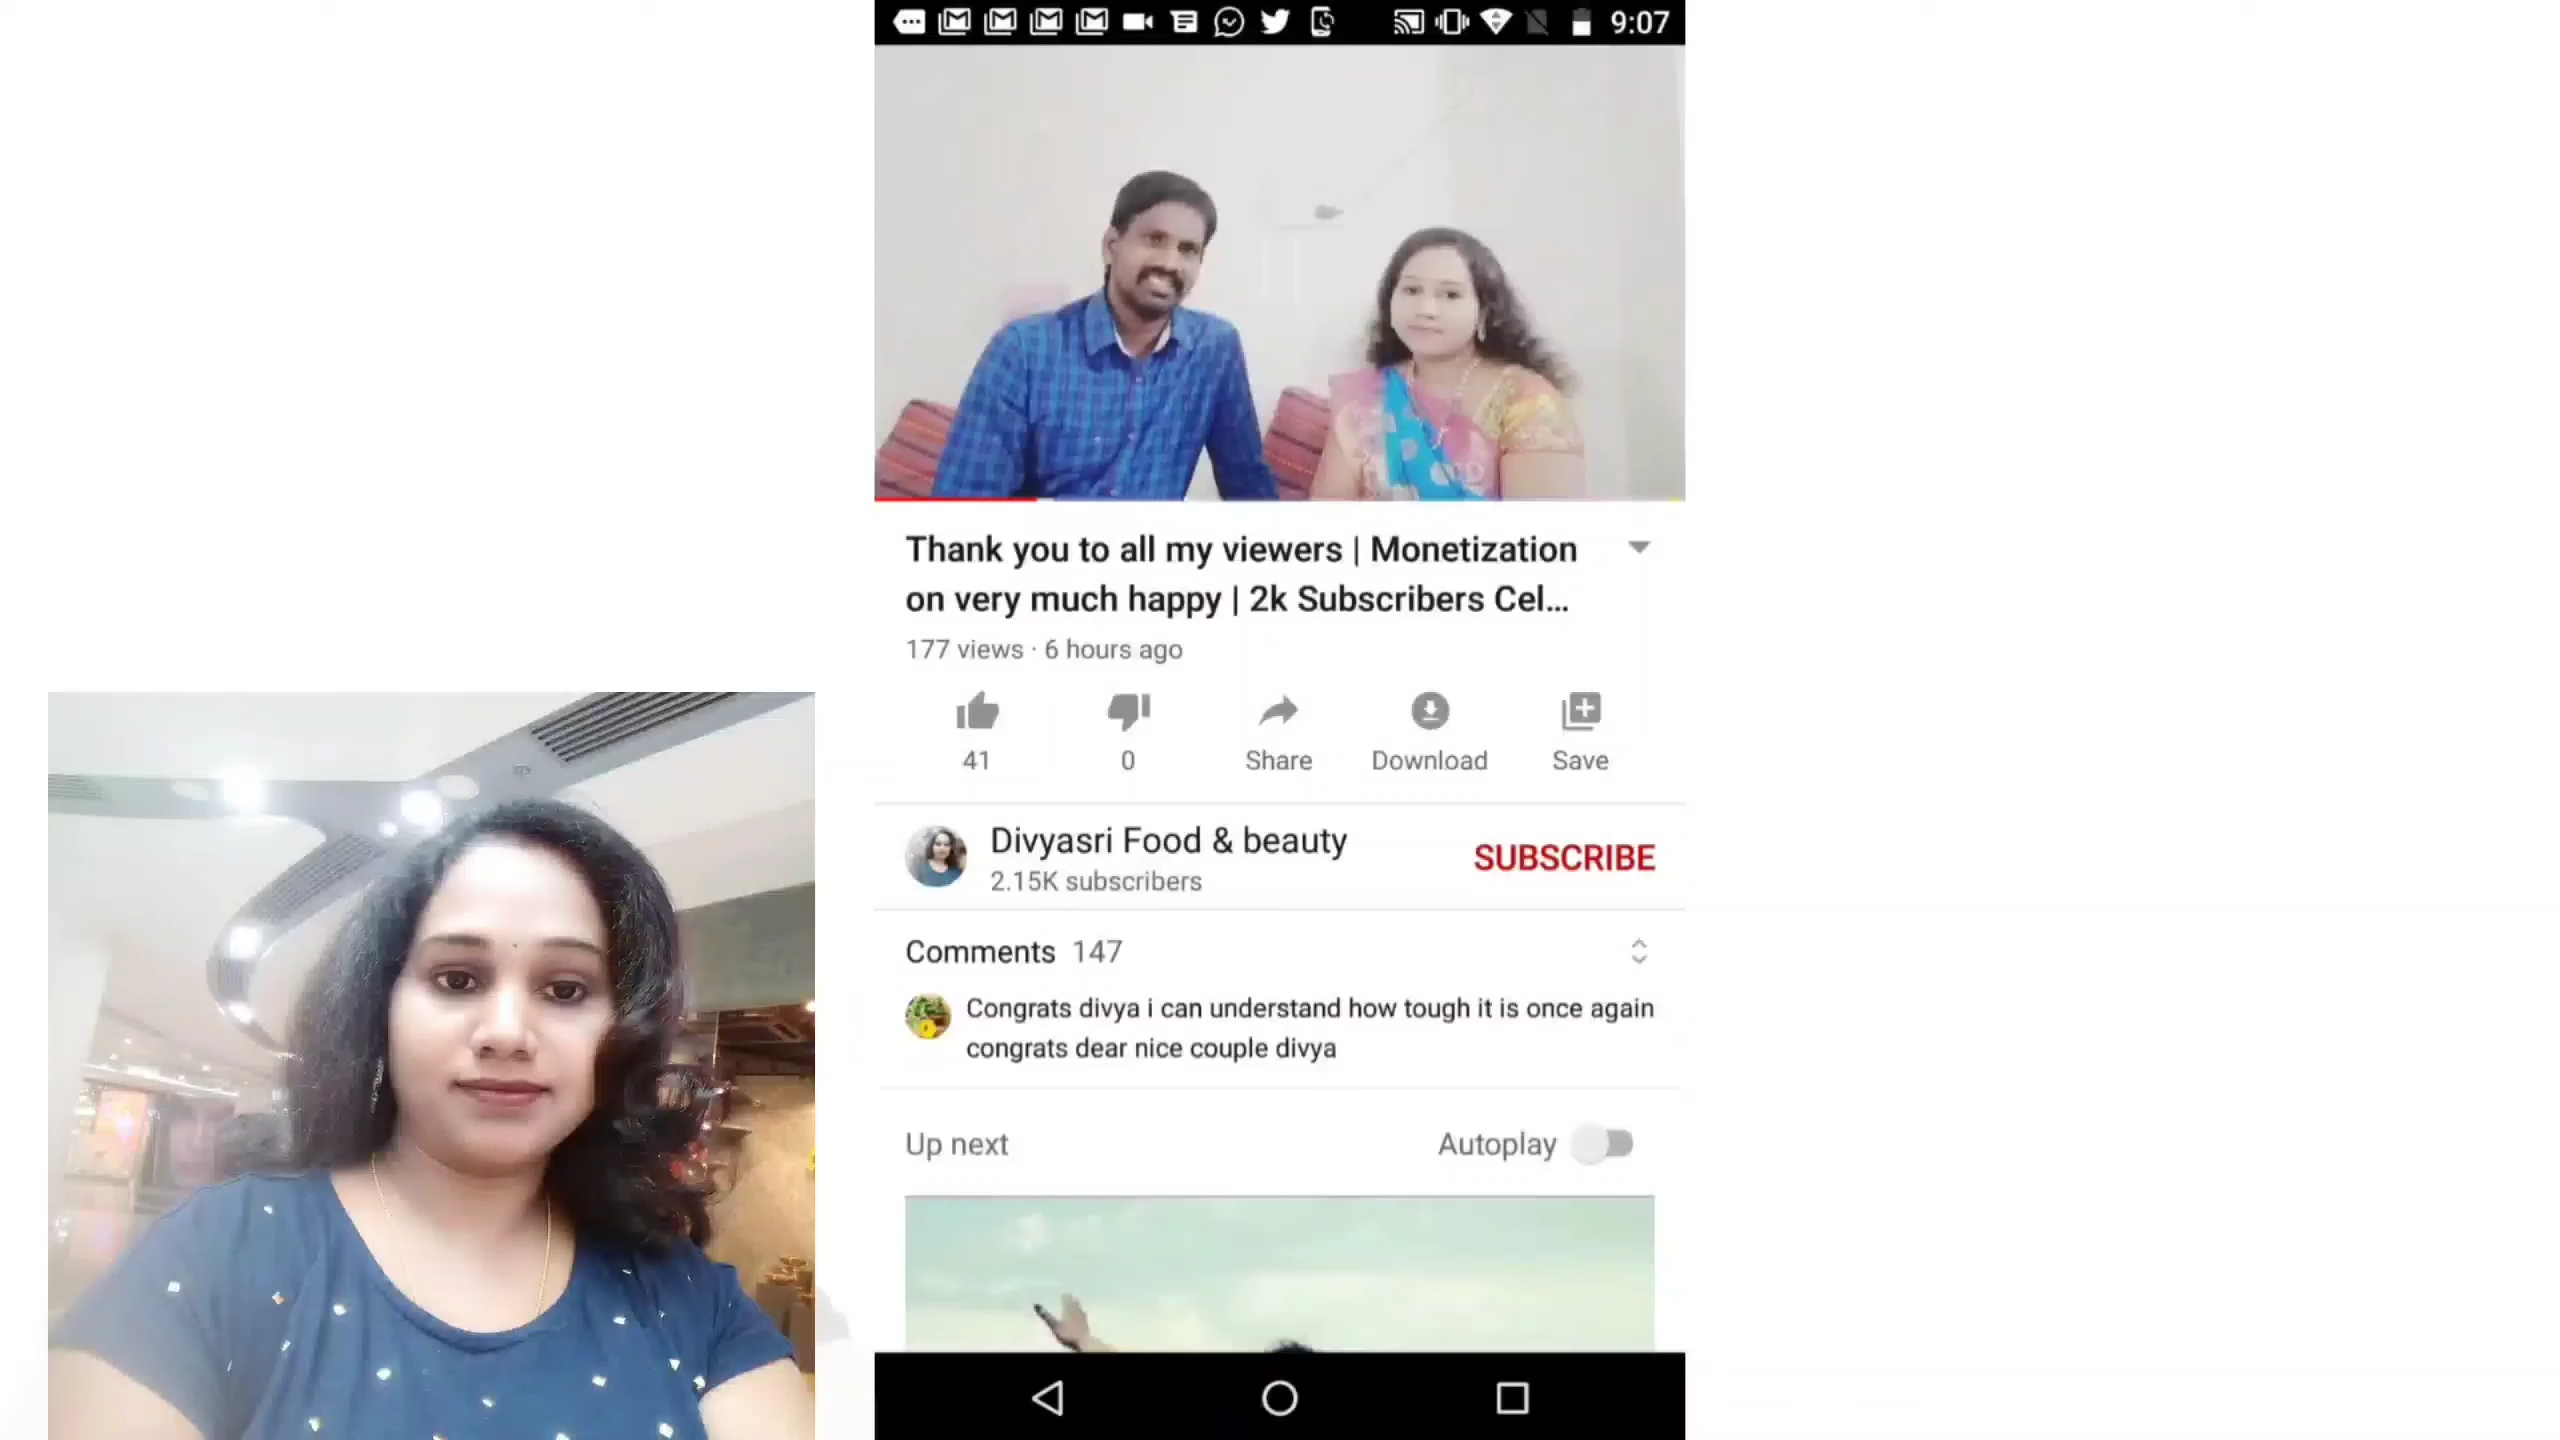 9:07
Thank you to all my viewers | Monetization
on very much happy | 2k Subscribers Cel...
177 views · 6 hours ago
41
0
Share
Download
Save
Divyasri Food & beauty
SUBSCRIBE
2.15K subscribers
Comments 147
Congrats divya i can understand how tough it is once again
congrats dear nice couple divya
Up next
Autoplay